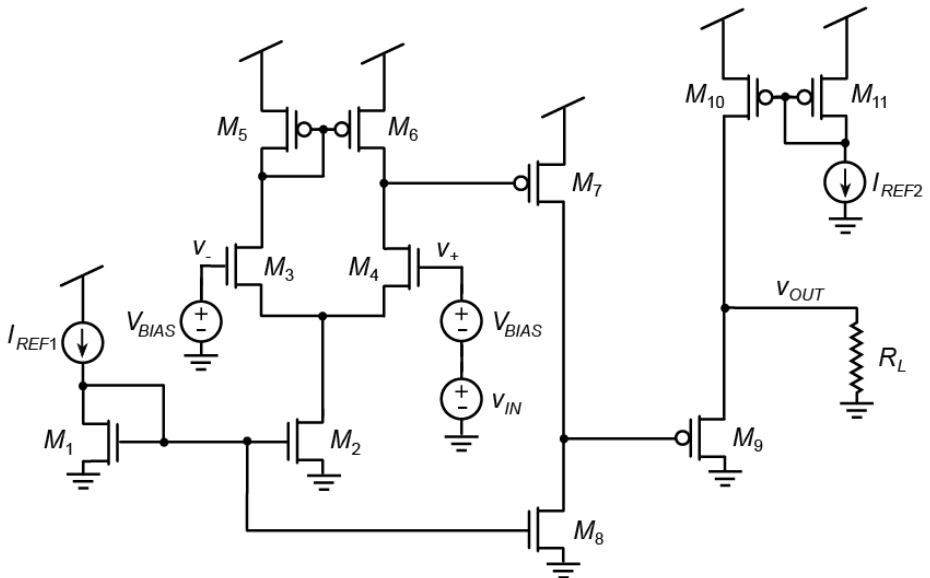 M10
M11
M5
M6
M7
IREF2
v-
M3
M4
v+
vOUT
VBIAS
VBIAS
IREF1
RL
vIN
M1
M2
M9
M8